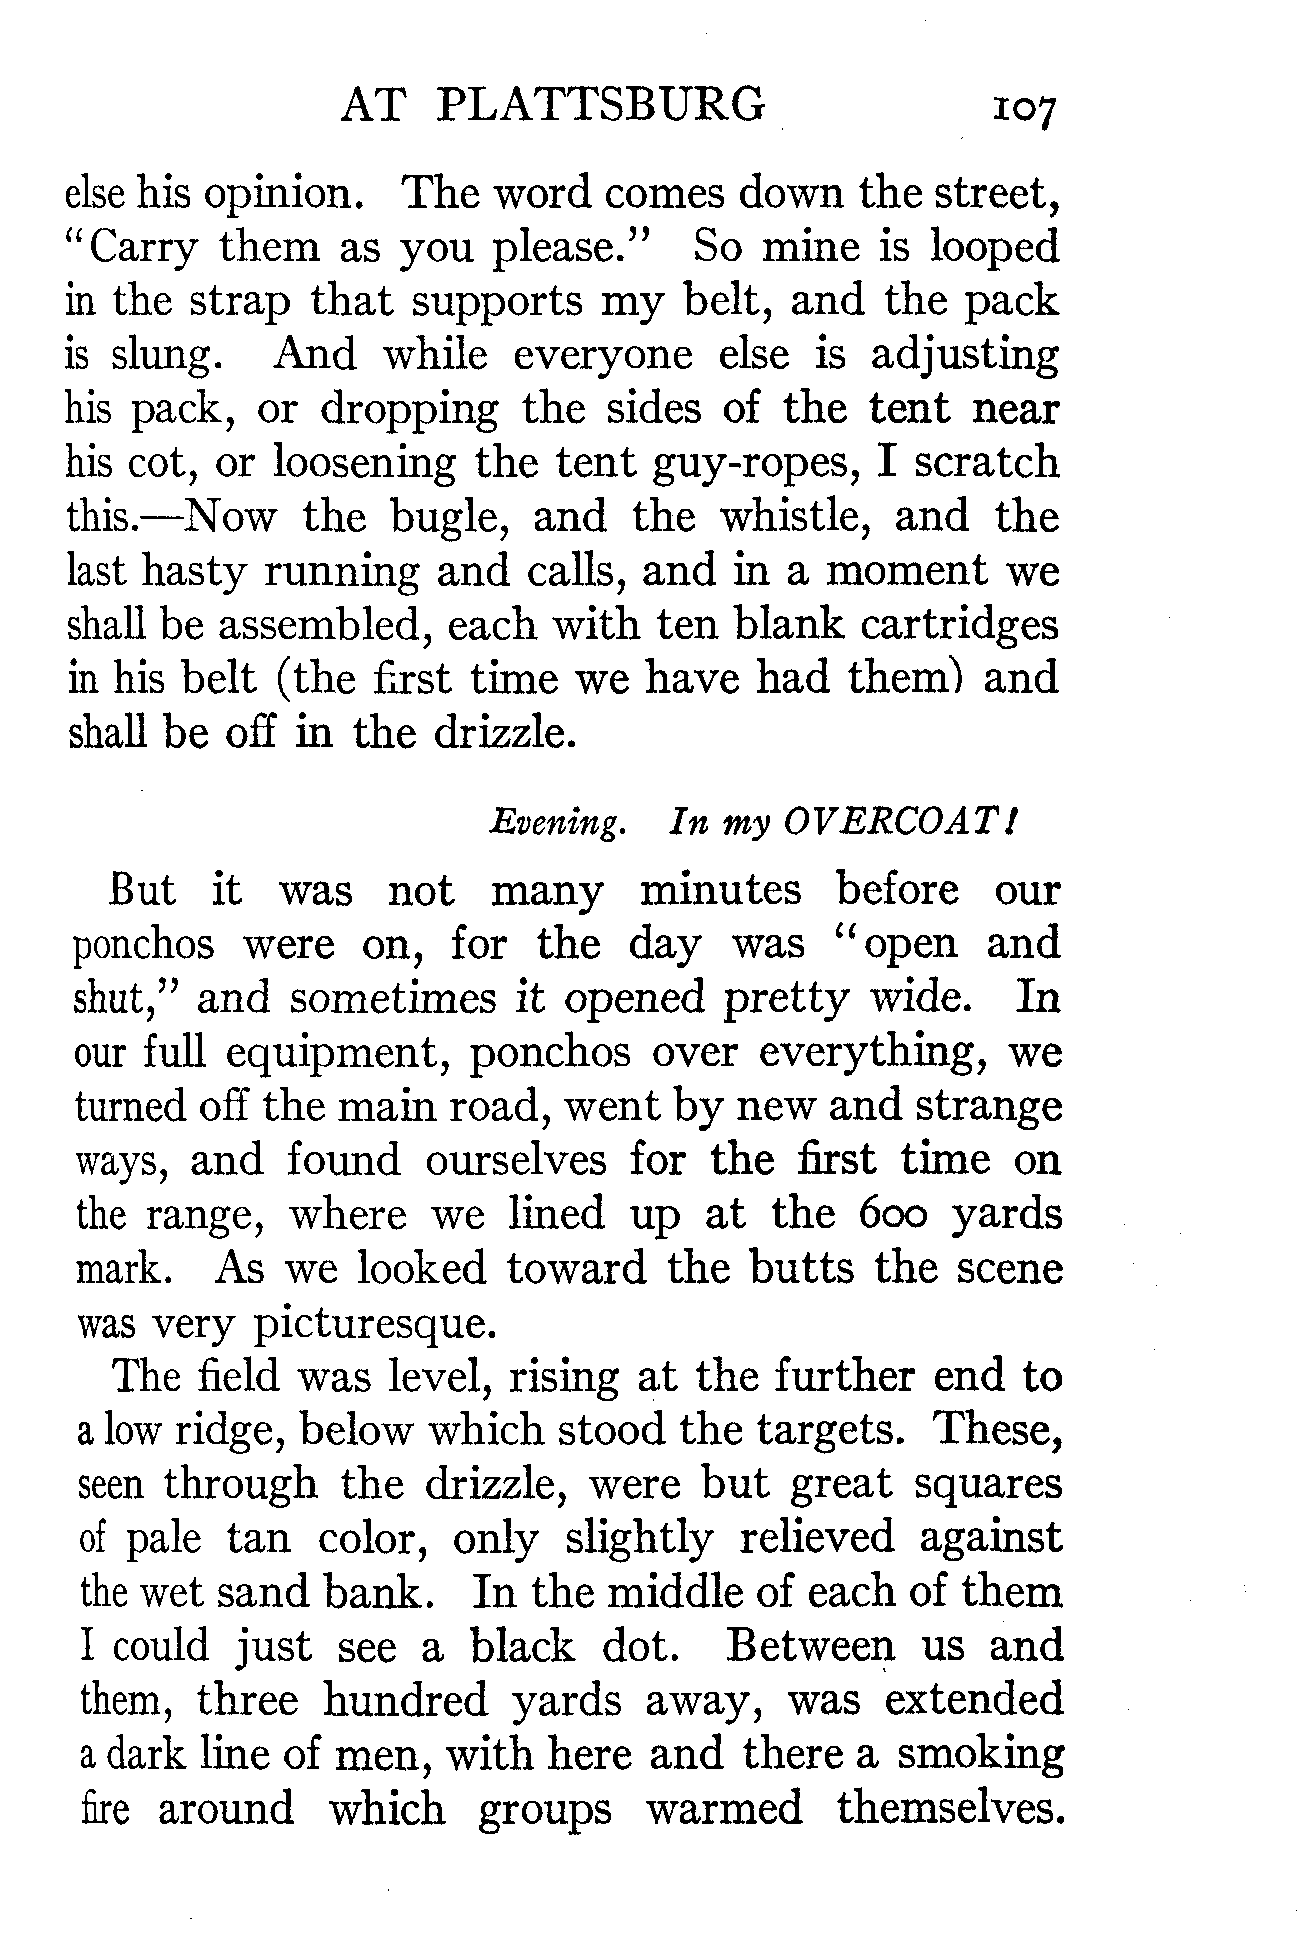 AT PLATTSBURG 107
else his opinion. The word comes down the street,
“Carry them as you please.” So mine is looped
in the strap that supports my belt, and the pack
is slung. And while everyone else is adjusting
his pack, or dropping the sides of the tent near
his cot, or loosening the tent guy-ropes, I scratch
this.—Now the bugle, and the whistle, and the
last hasty running and calls, and in a moment we
shall be assembled, each with ten blank cartridges
in his belt (the first time we have had them) and
shall be off in the drizzle.
Evening. In my OVERCOAT!
But it was not many minutes before our
ponchos were on, for the day was “open and
shut,” and sometimes it opened pretty wide. In
our full equipment, ponchos over everything, we
turned off the main road, went by new and strange
ways, and found ourselves for the first time on
the range, where we lined up at the 600 yards
mark. As we looked toward the butts the scene
was very picturesque.
The field was level, rising at the further end to
a low ridge, below which stood the targets. These,
seen through the drizzle, were but great squares
of pale tan color, only slightly relieved against
the wet sand bank. In the middle of each of them
I could just see a black dot. Between us and
them, three hundred yards away, was extended
a dark line of men, with here and there a smoking
fire around which groups warmed themselves.